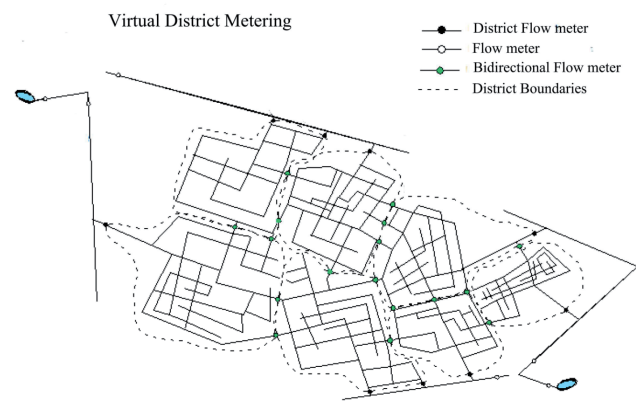 Virtual District Metering
District Flow meter
Flow meter
Bidirectional Flow meter
District Boundaries